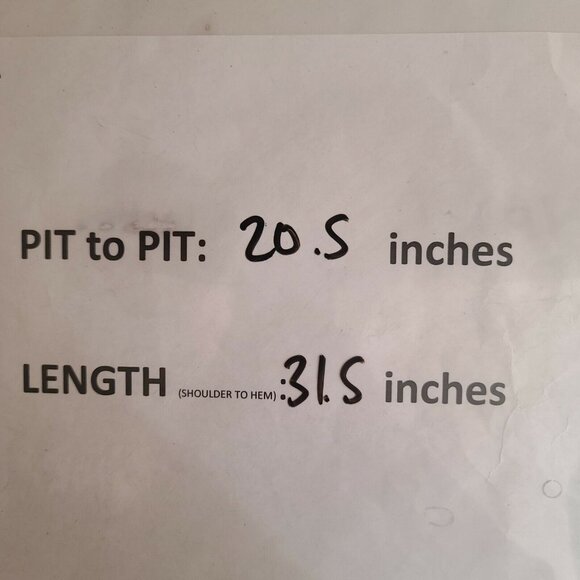 PIT to PIT: 20.5 inches
LENGTH (SHOULDER TO HEM) : 31.5 inches